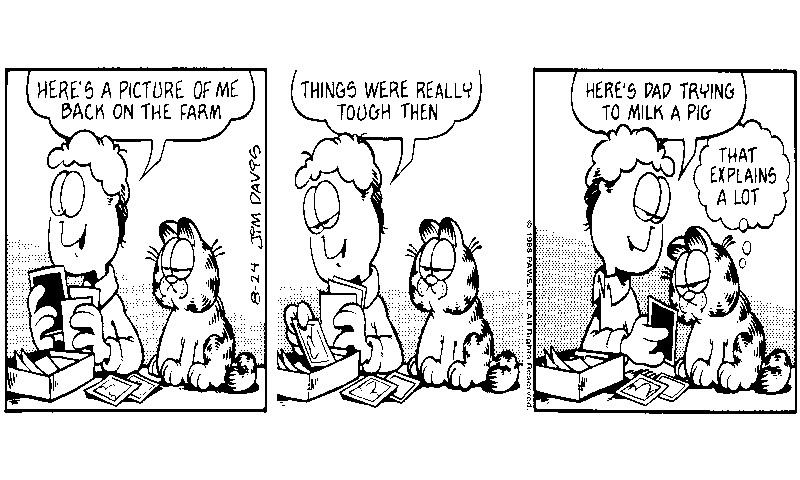 HERE'S A PICTURE OF ME
BACK ON THE FARM
8-24 JIM DAVIS
THINGS WERE REALLY
TOUGH THEN
© 1988 PAWS, INC. All Rights Reserved.
HERE'S DAD TRYING
TO MILK A PIG
THAT
EXPLAINS
A LOT